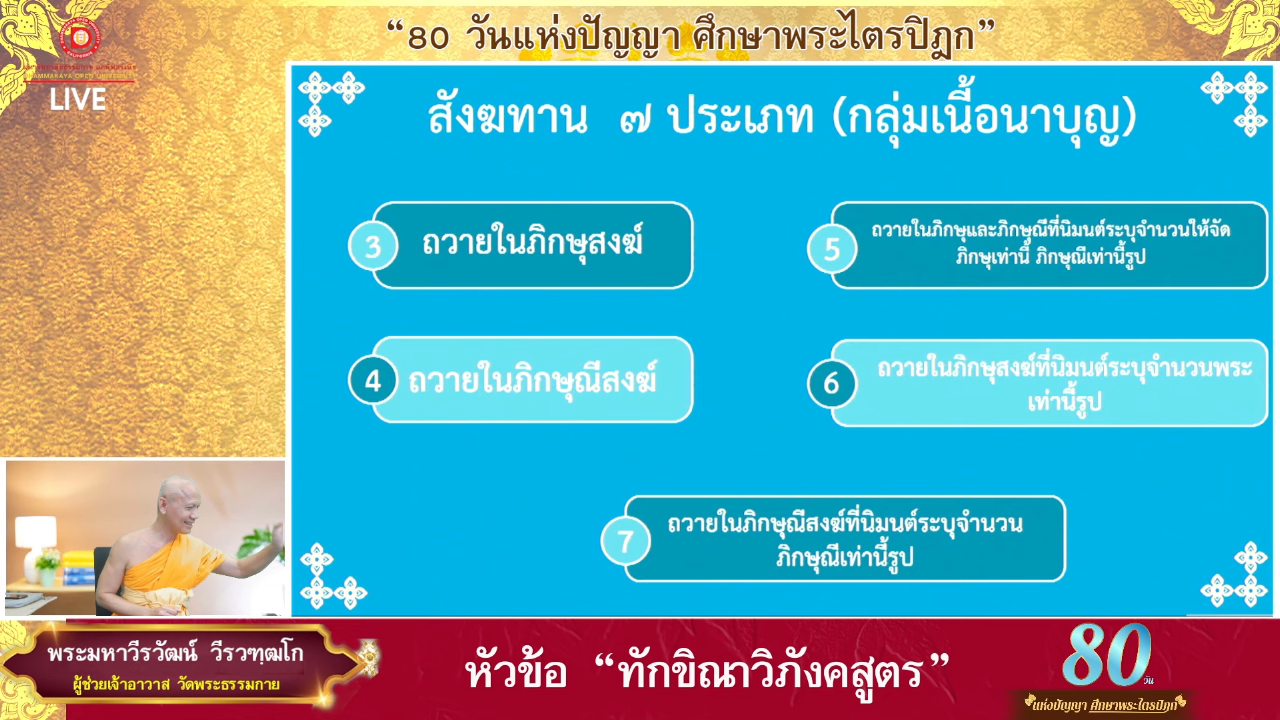 “80 วันแห่งปัญญา ศึกษาพระไตรปิฎก”
DHAMMAKAYA OPEN UNIVERSITY
LIVE
สังฆทาน ๗ ประเภท (กลุ่มเนื้อนาบุญ)
3 ถวายในภิกษุสงฆ์
4 ถวายในภิกษุณีสงฆ์
5 ถวายในภิกษุและภิกษุณีที่นิมนต์ระบุจำนวนให้จัด
ภิกษุเท่านี้ ภิกษุณีเท่านี้รูป
6 ถวายในภิกษุสงฆ์ที่นิมนต์ระบุจำนวนพระ
เท่านี้รูป
7 ถวายในภิกษุณีสงฆ์ที่นิมนต์ระบุจำนวน
ภิกษุณีเท่านี้รูป
พระมหาวีรวัฒน์ วีรวฑฺฒโก
ผู้ช่วยเจ้าอาวาส วัดพระธรรมกาย
หัวข้อ “ทักขิณาวิภังคสูตร”
80 วัน
แห่งปัญญา ศึกษาพระไตรปิฎก